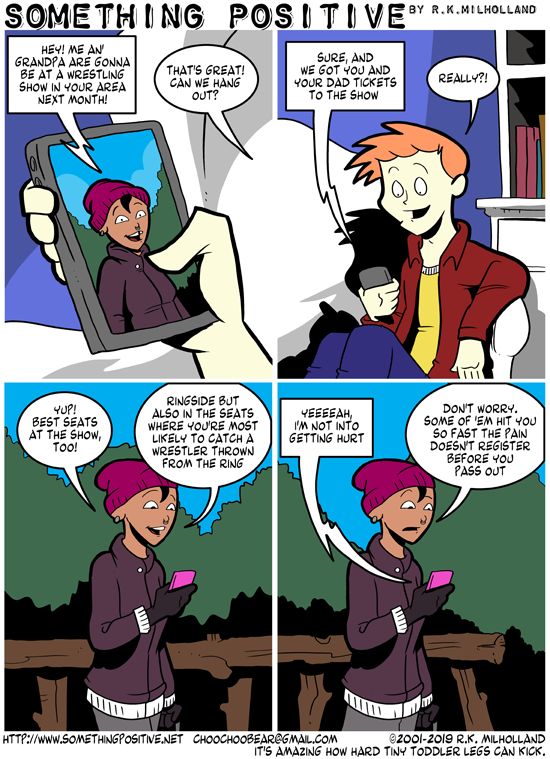 SOMETHING POSITIVE BY R.K.MILHOLLAND
HEY! ME AN'
GRANDPA ARE GONNA
BE AT A WRESTLING
SHOW IN YOUR AREA
NEXT MONTH!
THAT'S GREAT!
CAN WE HANG
OUT?
SURE, AND
WE GOT YOU AND
YOUR DAD TICKETS
TO THE SHOW
REALLY?!
YUP!
BEST SEATS
AT THE SHOW,
TOO!
RINGSIDE BUT
ALSO IN THE SEATS
WHERE YOU'RE MOST
LIKELY TO CATCH A
WRESTLER THROWN
FROM THE RING
YEEEEAH,
I'M NOT INTO
GETTING HURT
DON'T WORRY.
SOME OF 'EM HIT YOU
SO FAST THE PAIN
DOESN'T REGISTER
BEFORE YOU
PASS OUT
HTTP://WWW.SOMETHINGPOSITIVE.NET CHOOCHOOBEAR@GMAIL.COM ©2001-2019 R.K. MILHOLLAND
IT'S AMAZING HOW HARD TINY TODDLER LEGS CAN KICK.